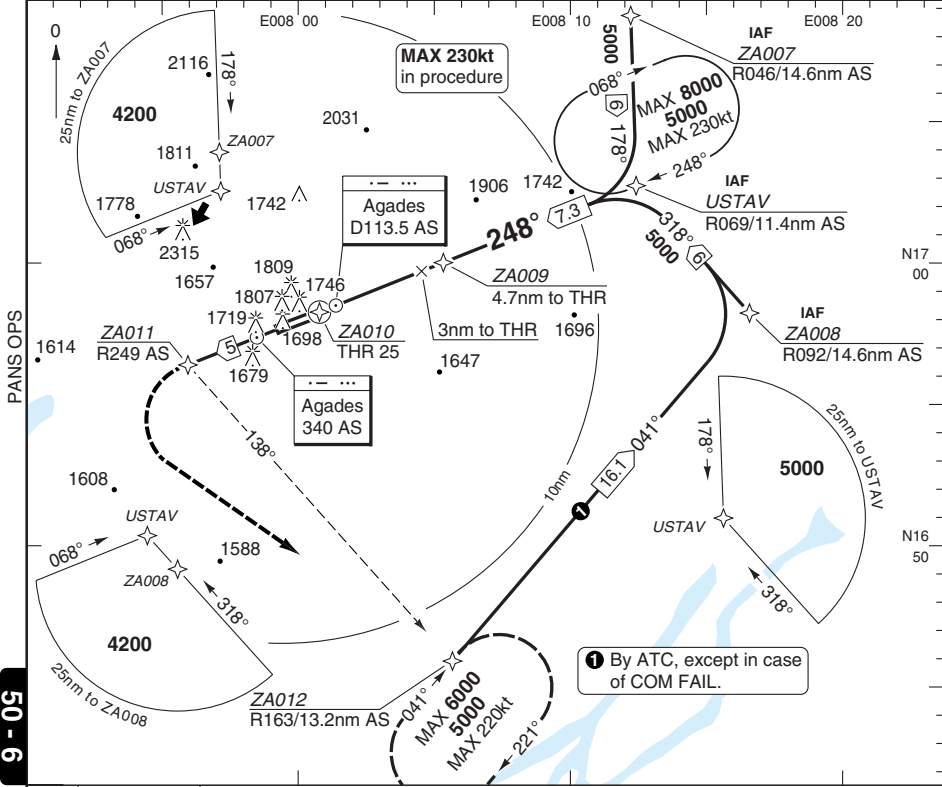 0
E008 00
E008 10
E008 20
25nm to ZA007
2116
178°
4200
ZA007
1811
USTAV
1778
068°
2315
1657
MAX 230kt
in procedure
2031
5000
6
178°
IAF
ZA007
R046/14.6nm AS
068°
MAX 8000
5000
MAX 230kt
248°
IAF
USTAV
R069/11.4nm AS
1742
1742
1906
Agades
D113.5 AS
248°
7.3
318°
5000
6
N17
00
ZA009
4.7nm to THR
IAF
ZA008
R092/14.6nm AS
1809
1807
1746
1719
1698
1679
ZA010
THR 25
3nm to THR
1696
1647
ZA011
R249 AS
5
1614
PANS OPS
Agades
340 AS
138°
041°
16.1
1
10nm
178°
5000
25nm to USTAV
USTAV
318°
N16
50
1608
USTAV
068°
ZA008
1588
318°
4200
25nm to ZA008
ZA012
R163/13.2nm AS
041°
MAX 6000
5000
MAX 220kt
221°
1 By ATC, except in case
of COM FAIL.
50 - 6